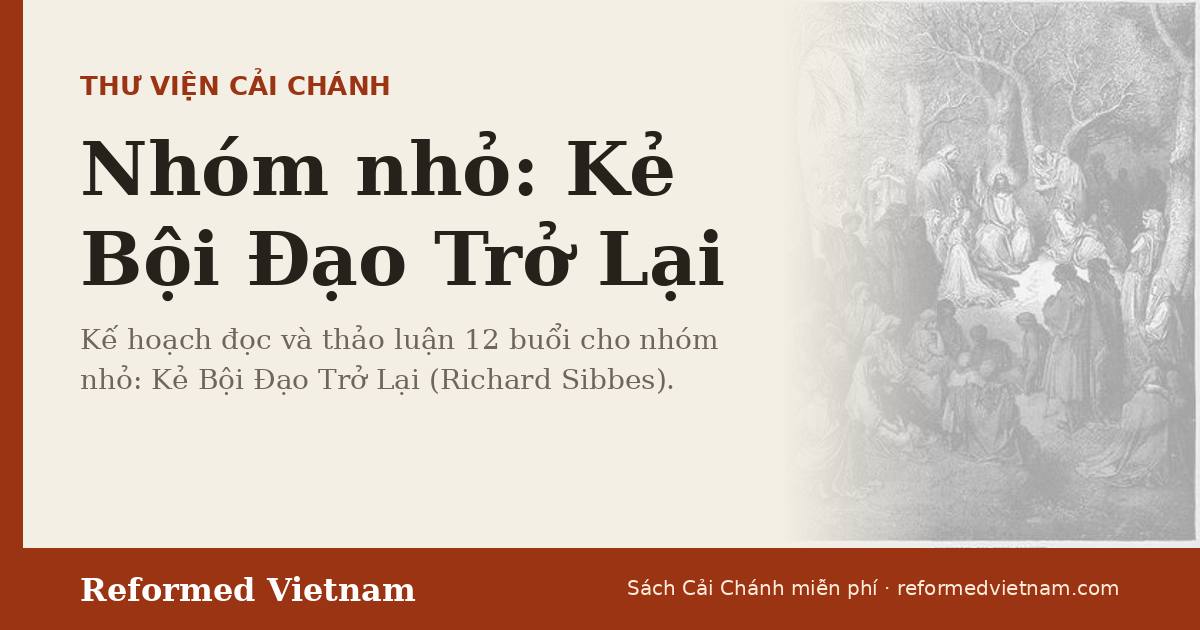 THƯ VIỆN CẢI CHÁNH
Nhóm nhỏ: Kẻ
Bội Đạo Trở Lại
Kế hoạch đọc và thảo luận 12 buổi cho nhóm
nhỏ: Kẻ Bội Đạo Trở Lại (Richard Sibbes).
Reformed Vietnam
Sách Cải Chánh miễn phí · reformedvietnam.com